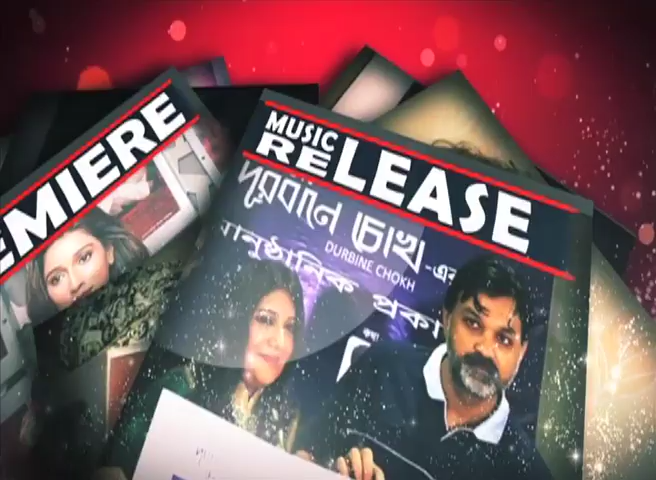 EMIERE
MUSIC
RELEASE
দূরবীনে চোখ -এর
DURBINE CHOKH
আনুষ্ঠানিক প্রকা